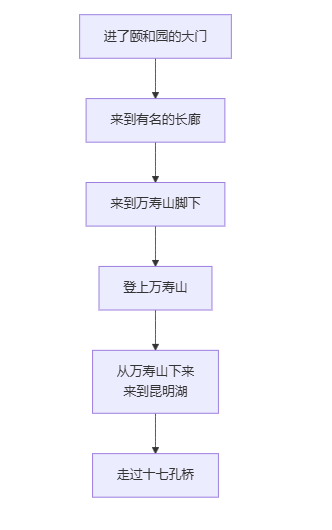 进了颐和园的大门
来到有名的长廊
来到万寿山脚下
登上万寿山
从万寿山下来
来到昆明湖
走过十七孔桥